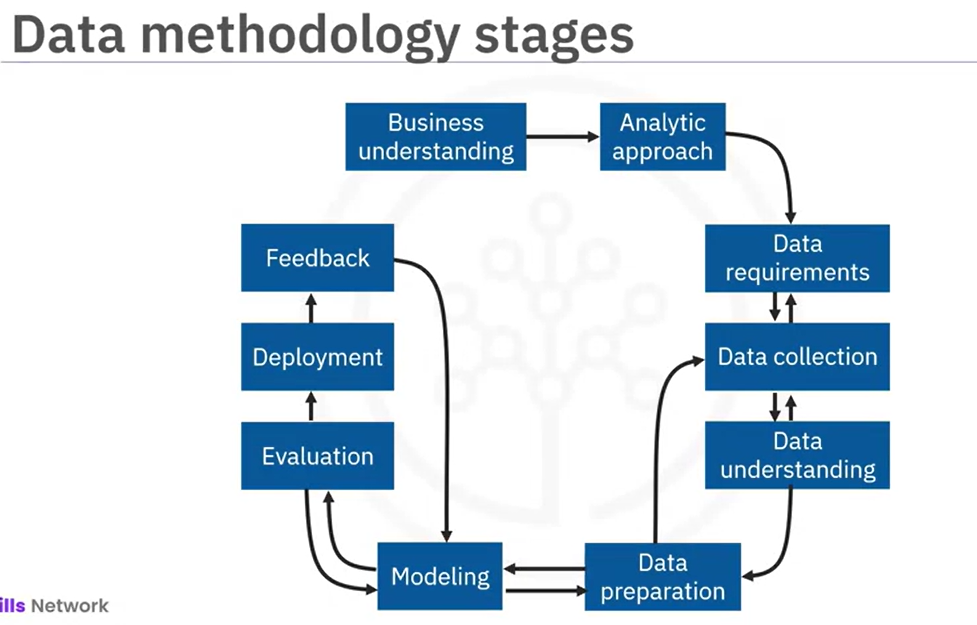 Data methodology stages
Business
understanding
Analytic
approach
Data
requirements
Data collection
Data
understanding
Data
preparation
Modeling
Evaluation
Deployment
Feedback
ills Network